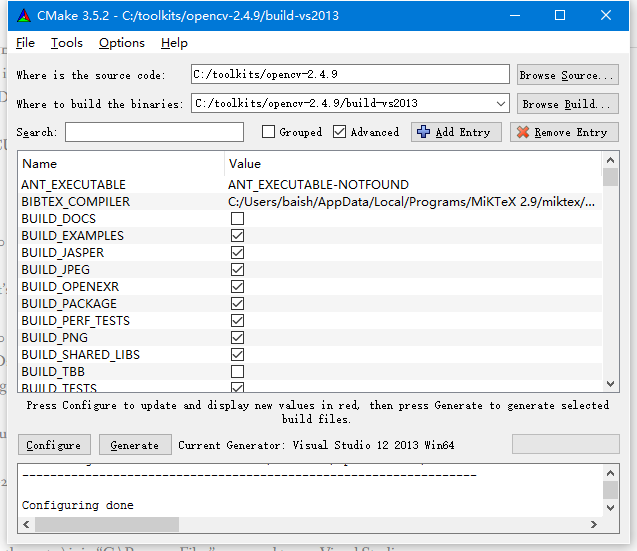 CMake 3.5.2 - C:/toolkits/opencv-2.4.9/build-vs2013
File Tools Options Help
Where is the source code: C:/toolkits/opencv-2.4.9 Browse Source...
Where to build the binaries: C:/toolkits/opencv-2.4.9/build-vs2013 Browse Build...
Search: Grouped Advanced Add Entry Remove Entry
Name Value
ANT_EXECUTABLE ANT_EXECUTABLE-NOTFOUND
BIBTEX_COMPILER C:/Users/baish/AppData/Local/Programs/MiKTeX 2.9/miktex/...
BUILD_DOCS
BUILD_EXAMPLES
BUILD_JASPER
BUILD_JPEG
BUILD_OPENEXR
BUILD_PACKAGE
BUILD_PERF_TESTS
BUILD_PNG
BUILD_SHARED_LIBS
BUILD_TBB
BUILD_TESTS
Press Configure to update and display new values in red, then press Generate to generate selected
build files.
Configure Generate Current Generator: Visual Studio 12 2013 Win64
Configuring done